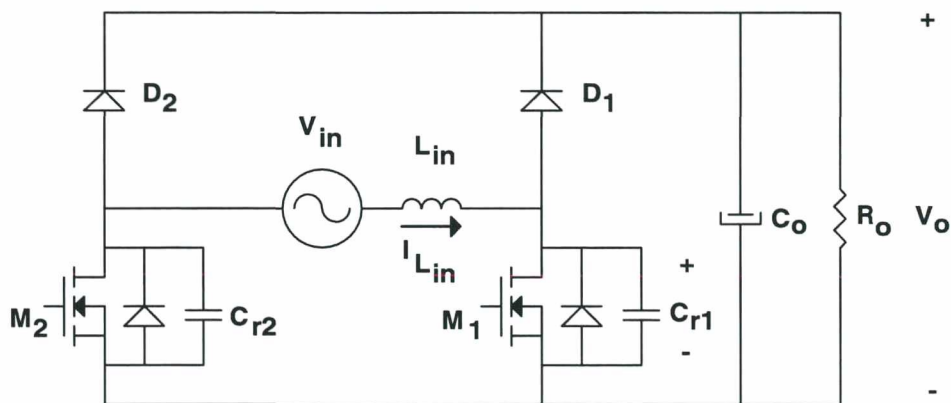 +
D2
D1
Vin
Lin
Co
Ro
Vo
ILin
+
M2
Cr2
M1
Cr1
-
-